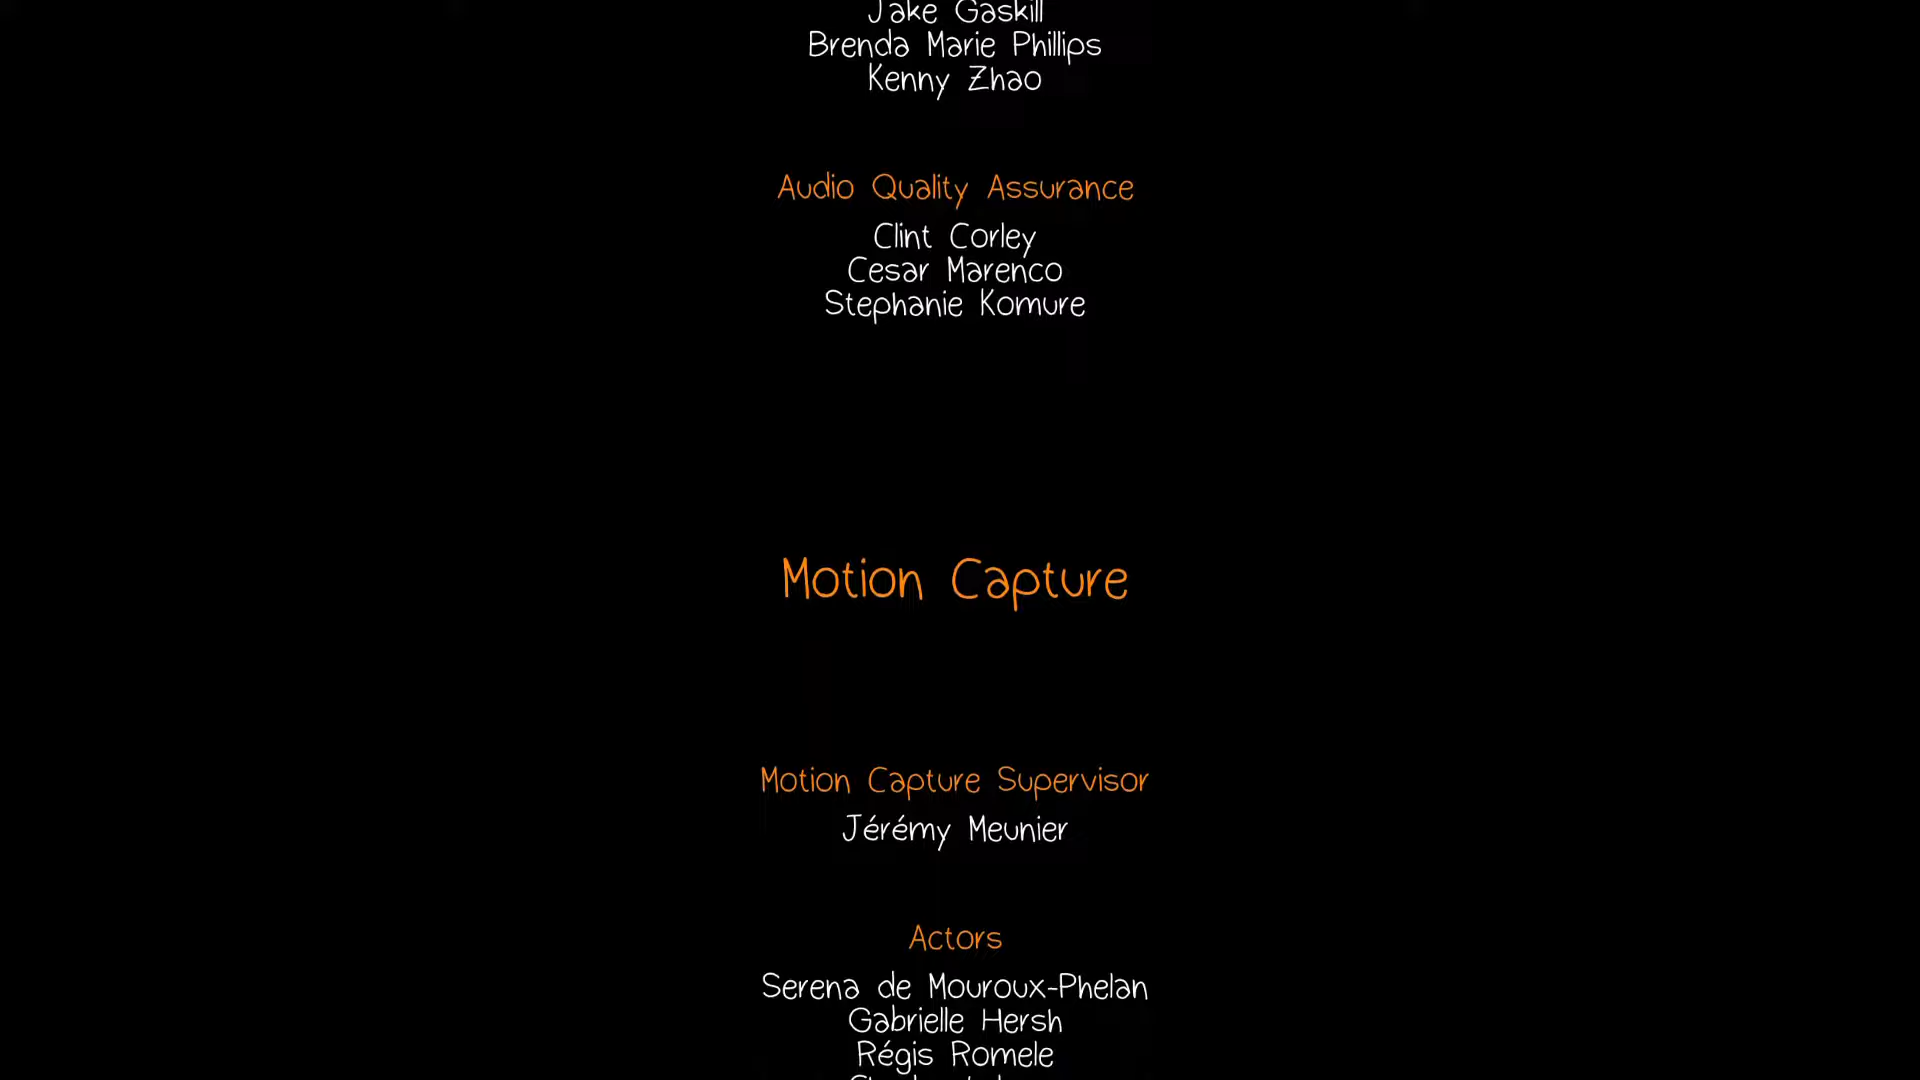 Jake Gaskill
Brenda Marie Phillips
Kenny Zhao
Audio Quality Assurance
Clint Corley
Cesar Marenco
Stephanie Komure
Motion Capture
Motion Capture Supervisor
Jérémy Meunier
Actors
Serena de Mouroux-Phelan
Gabrielle Hersh
Régis Romele